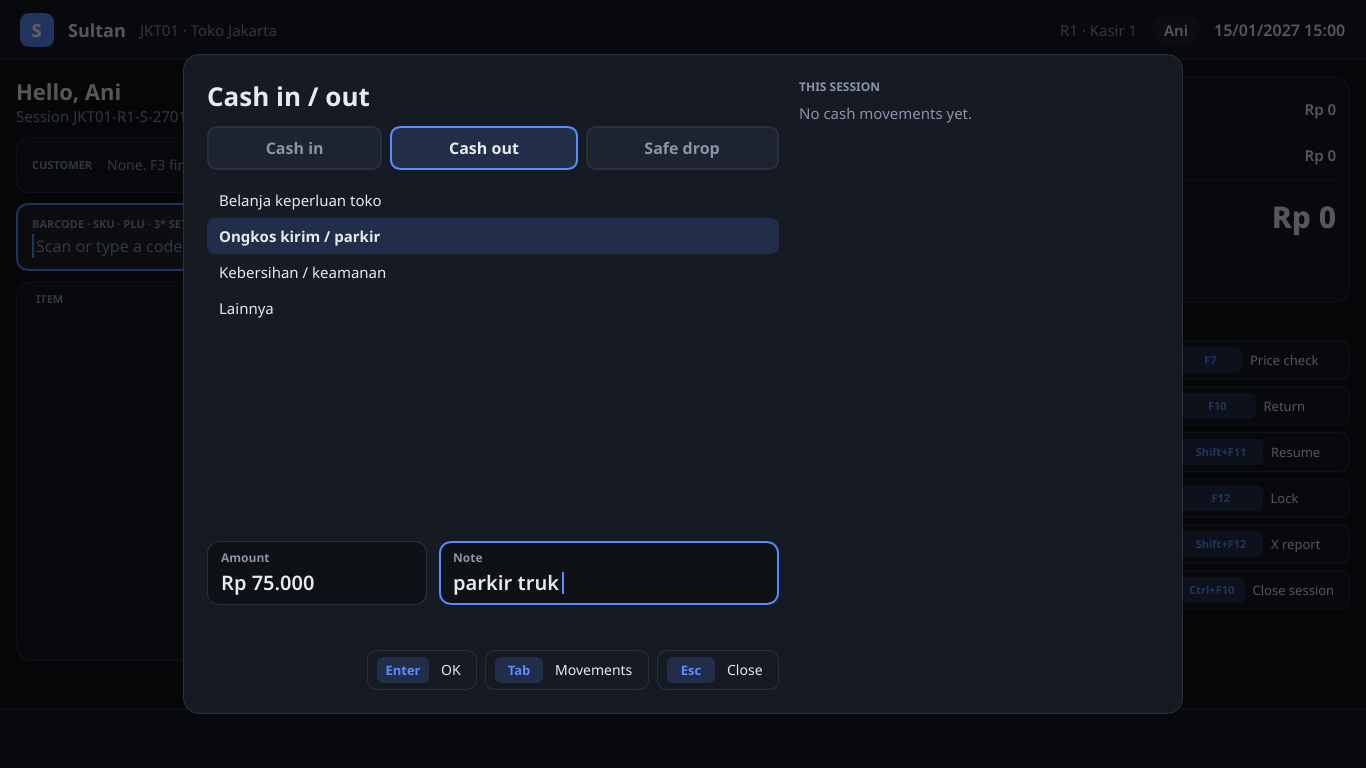 S Sultan JKT01 · Toko Jakarta R1 · Kasir 1 Ani 15/01/2027 15:00
Hello, Ani
Session JKT01-R1-S-2701
CUSTOMER None. F3 fir
BARCODE · SKU · PLU · 3* SET
Scan or type a code
ITEM
Cash in / out
Cash in Cash out Safe drop
Belanja keperluan toko
Ongkos kirim / parkir
Kebersihan / keamanan
Lainnya
Amount
Rp 75.000
Note
parkir truk
Enter OK Tab Movements Esc Close
THIS SESSION
No cash movements yet.
Rp 0
Rp 0
Rp 0
F7 Price check
F10 Return
Shift+F11 Resume
F12 Lock
Shift+F12 X report
Ctrl+F10 Close session